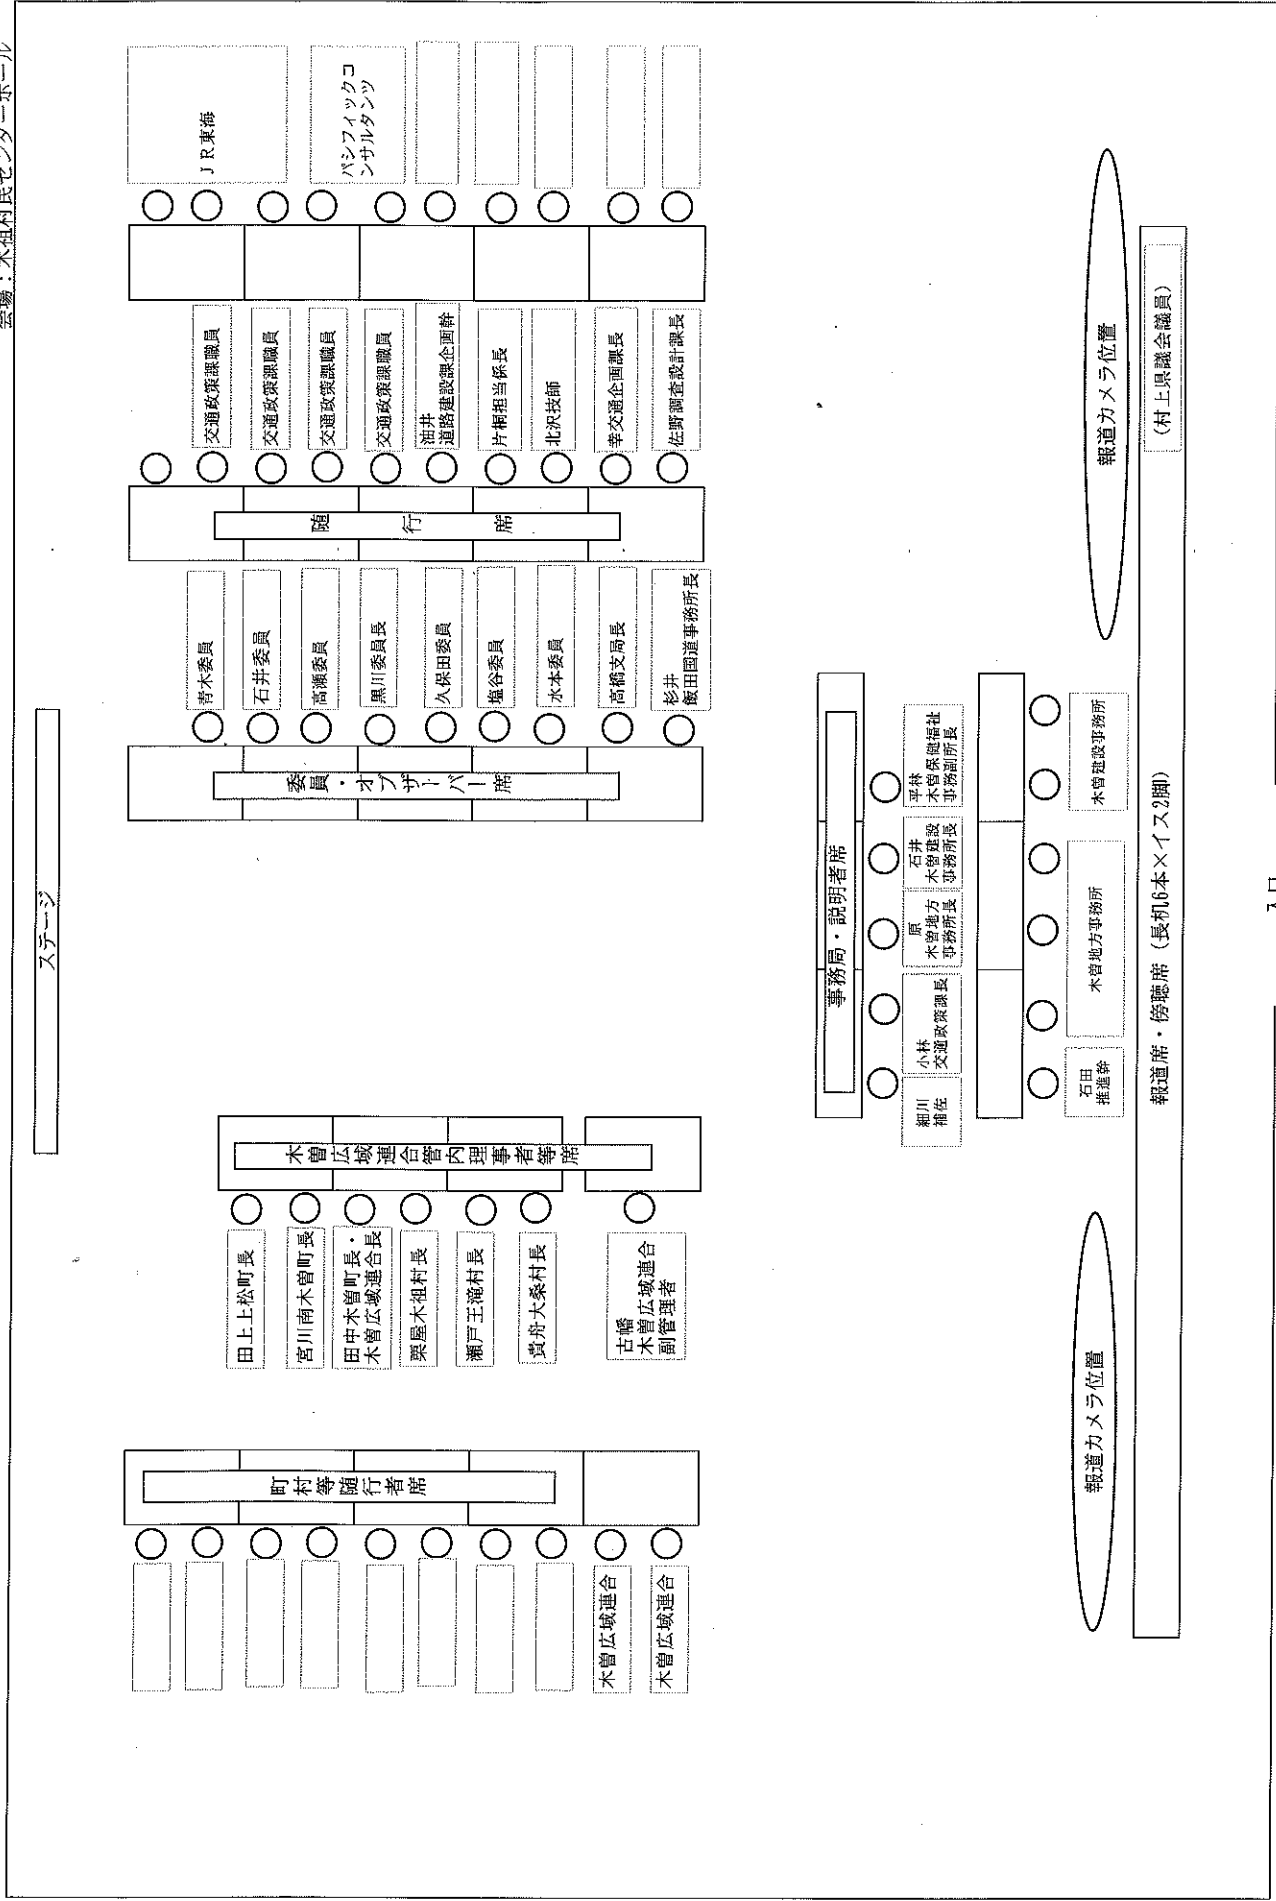 会場：木祖村民センターホール
ステージ
町村等随行者席
木曽広域連合
木曽広域連合
木曽広域連合管内理事者等席
田上上松町長
宮川南木曽町長
田中木曽町長・
木曽広域連合長
栗屋木祖村長
瀬戸王滝村長
貴舟大桑村長
古幡
木曽広域連合
副管理者
委員・オブザーバー席
青木委員
石井委員
高瀬委員
黒川委員長
久保田委員
塩谷委員
水本委員
高橋支局長
杉井
飯田国道事務所長
随行席
交通政策課職員
交通政策課職員
交通政策課職員
交通政策課職員
油井
道路建設課企画幹
片桐担当係長
北沢技師
幸交通企画課長
佐野調査設計課長
JR東海
パシフィックコ
ンサルタンツ
事務局・説明者席
細川
補佐
小林
交通政策課長
原
木曽地方
事務所長
石井
木曽建設
事務所長
平林
木曽保健福祉
事務副所長
石田
推進幹
木曽地方事務所
木曽建設事務所
報道カメラ位置
報道カメラ位置
報道席・傍聴席（長机6本×イス2脚）
（村上県議会議員）
入口